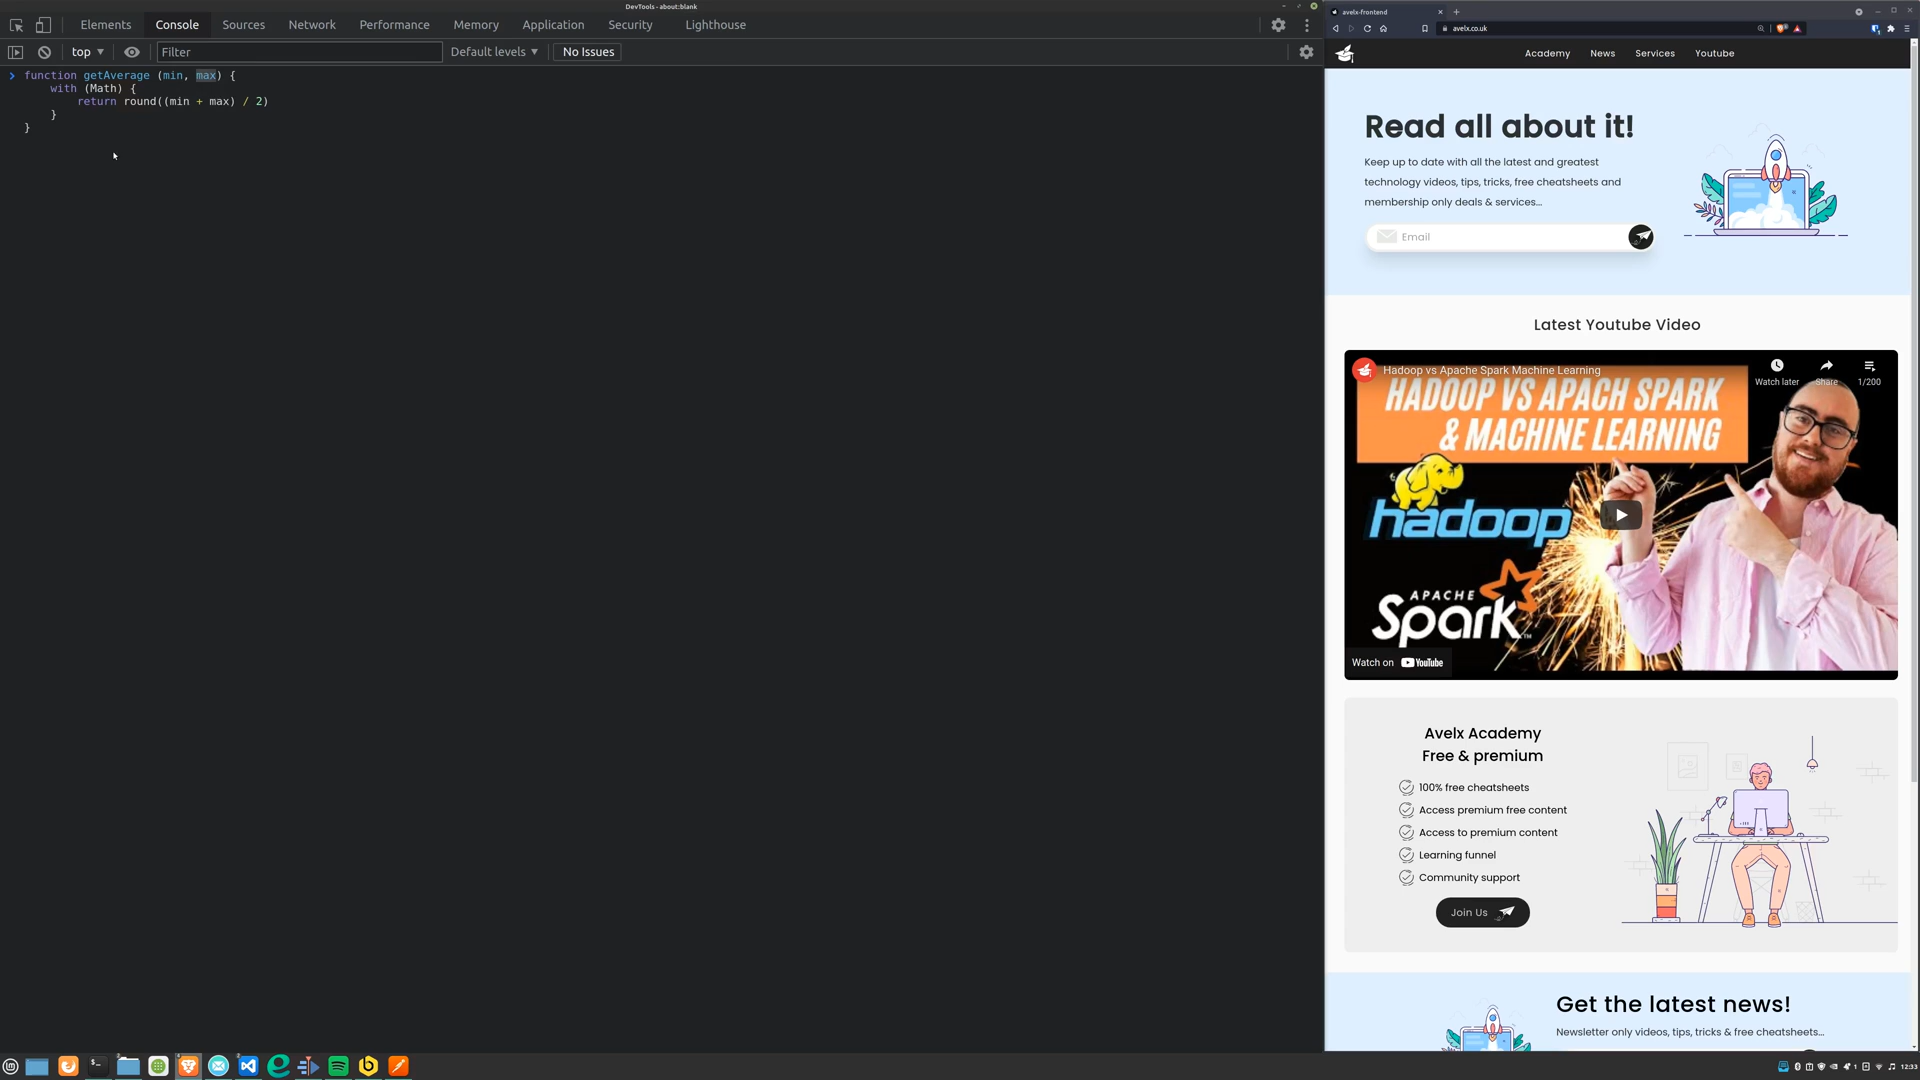 DevTools - about:blank
Elements
Console
Sources
Network
Performance
Memory
Application
Security
Lighthouse
top
Filter
Default levels
No Issues
function getAverage (min, max) {
with (Math) {
return round((min + max) / 2)
}
}
avelx-frontend
avelx.co.uk
Academy
News
Services
Youtube
Read all about it!
Keep up to date with all the latest and greatest
technology videos, tips, tricks, free cheatsheets and
membership only deals & services...
Email
Latest Youtube Video
Hadoop vs Apache Spark Machine Learning
Watch later
Share
1/200
HADOOP VS APACH SPARK
& MACHINE LEARNING
hadoop
APACHE
Spark
Watch on YouTube
Avelx Academy
Free & premium
100% free cheatsheets
Access premium free content
Access to premium content
Learning funnel
Community support
Join Us
Get the latest news!
Newsletter only videos, tips, tricks & free cheatsheets...
12:33